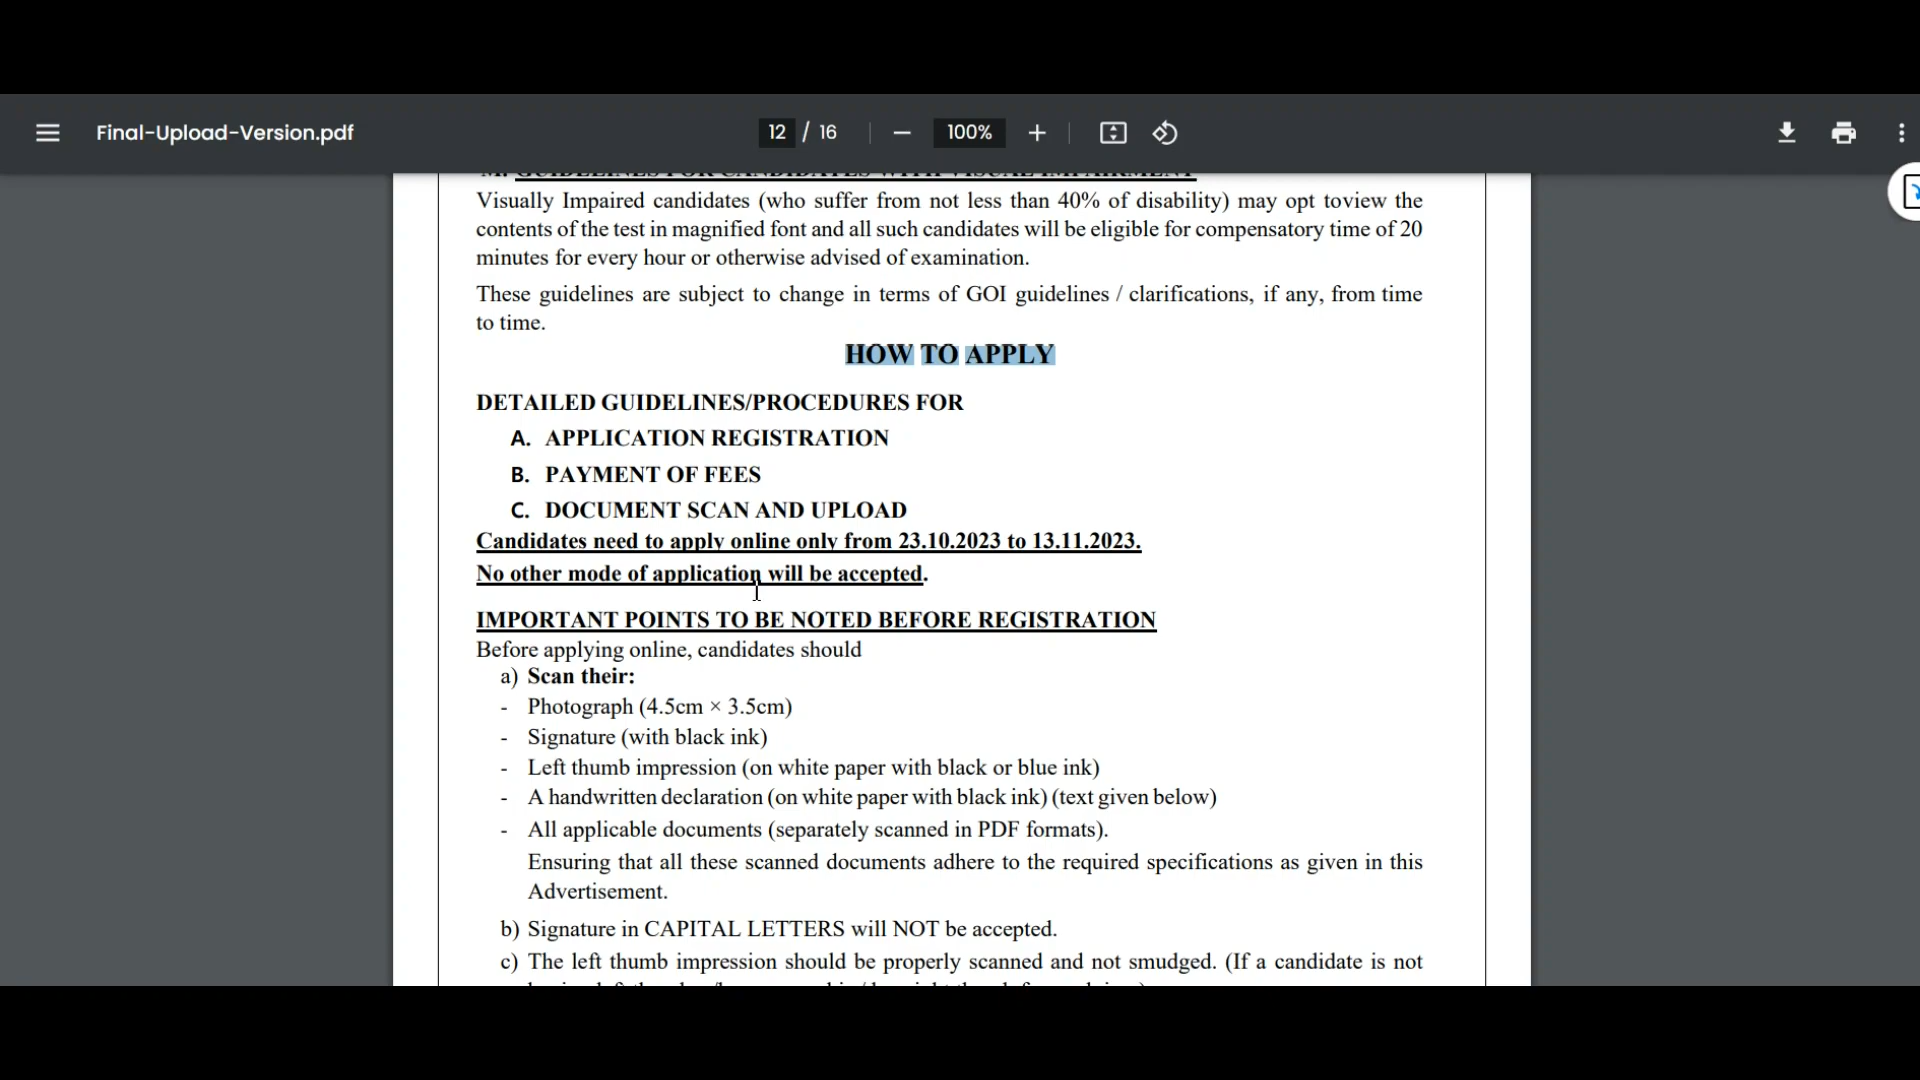 Final-Upload-Version.pdf
12 / 16
100%
M. GUIDELINES FOR CANDIDATES WITH VISUAL IMPAIRMENT
Visually Impaired candidates (who suffer from not less than 40% of disability) may opt toview the
contents of the test in magnified font and all such candidates will be eligible for compensatory time of 20
minutes for every hour or otherwise advised of examination.
These guidelines are subject to change in terms of GOI guidelines / clarifications, if any, from time
to time.
HOW TO APPLY
DETAILED GUIDELINES/PROCEDURES FOR
A. APPLICATION REGISTRATION
B. PAYMENT OF FEES
C. DOCUMENT SCAN AND UPLOAD
Candidates need to apply online only from 23.10.2023 to 13.11.2023.
No other mode of application will be accepted.
IMPORTANT POINTS TO BE NOTED BEFORE REGISTRATION
Before applying online, candidates should
a) Scan their:
- Photograph (4.5cm × 3.5cm)
- Signature (with black ink)
- Left thumb impression (on white paper with black or blue ink)
- A handwritten declaration (on white paper with black ink) (text given below)
- All applicable documents (separately scanned in PDF formats).
Ensuring that all these scanned documents adhere to the required specifications as given in this
Advertisement.
b) Signature in CAPITAL LETTERS will NOT be accepted.
c) The left thumb impression should be properly scanned and not smudged. (If a candidate is not